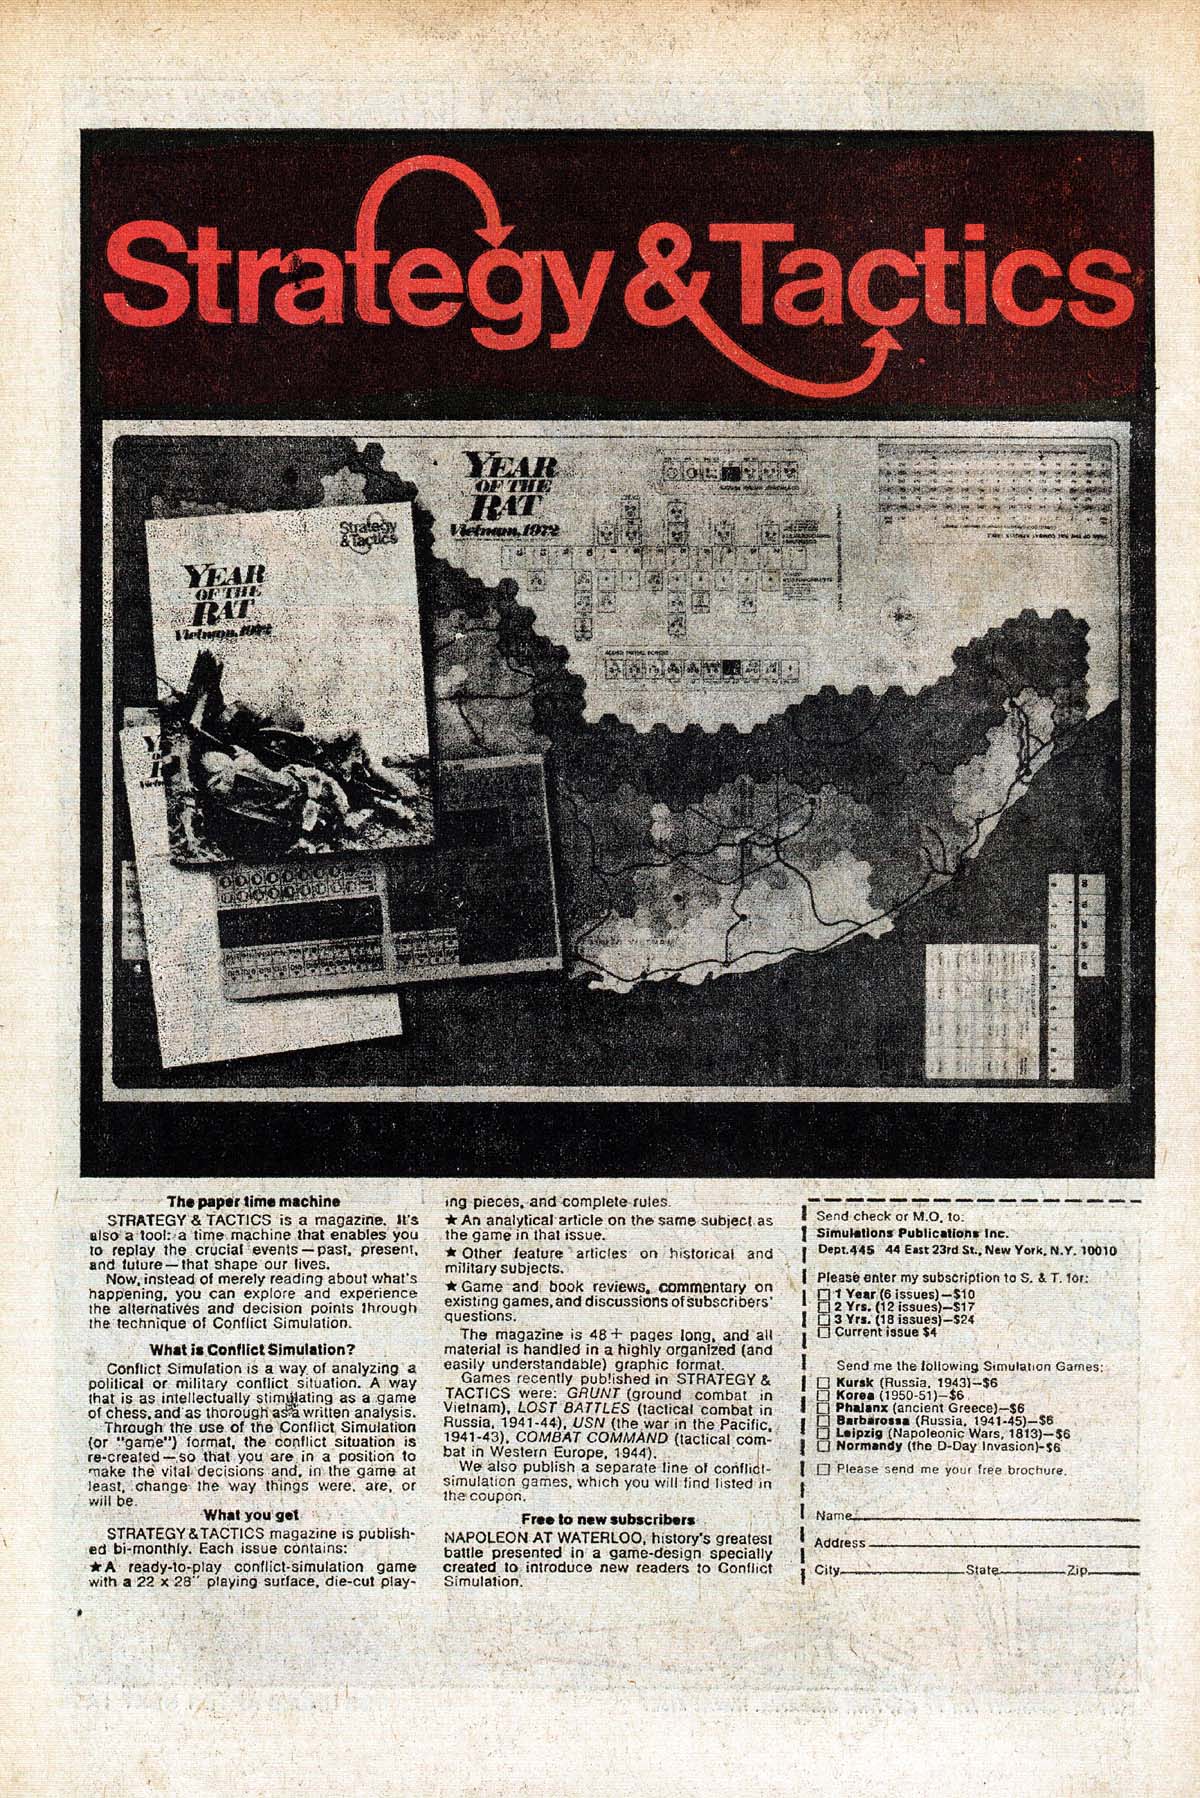 Strategy & Tactics
YEAR
OF THE
RAT
Vietnam, 1972
Strategy
& Tactics
YEAR
OF THE
RAT
Vietnam, 1972
The paper time machine
STRATEGY & TACTICS is a magazine. It's
also a tool: a time machine that enables you
to replay the crucial events—past, present,
and future—that shape our lives.
Now, instead of merely reading about what's
happening, you can explore and experience
the alternatives and decision points through
the technique of Conflict Simulation.
What is Conflict Simulation?
Conflict Simulation is a way of analyzing a
political or military conflict situation. A way
that is as intellectually stimulating as a game
of chess, and as thorough as a written analysis.
Through the use of the Conflict Simulation
(or "game") format, the conflict situation is
re-created—so that you are in a position to
make the vital decisions and, in the game at
least, change the way things were, are, or
will be.
What you get
STRATEGY & TACTICS magazine is publish-
ed bi-monthly. Each issue contains:
★ A ready-to-play conflict-simulation game
with a 22 x 28" playing surface, die-cut play-
ing pieces, and complete rules.
★ An analytical article on the same subject as
the game in that issue.
★ Other feature articles on historical and
military subjects.
★ Game and book reviews, commentary on
existing games, and discussions of subscribers'
questions.
The magazine is 48+ pages long, and all
material is handled in a highly organized (and
easily understandable) graphic format.
Games recently published in STRATEGY &
TACTICS were: GRUNT (ground combat in
Vietnam), LOST BATTLES (tactical combat in
Russia, 1941-44), USN (the war in the Pacific,
1941-43), COMBAT COMMAND (tactical com-
bat in Western Europe, 1944).
We also publish a separate line of conflict-
simulation games, which you will find listed in
the coupon.
Free to new subscribers
NAPOLEON AT WATERLOO, history's greatest
battle presented in a game-design specially
created to introduce new readers to Conflict
Simulation.
Send check or M.O. to:
Simulations Publications Inc.
Dept.445 44 East 23rd St., New York, N.Y. 10010
Please enter my subscription to S. & T. for:
1 Year (6 issues)—$10
2 Yrs. (12 issues)—$17
3 Yrs. (18 issues)—$24
Current issue $4
Send me the following Simulation Games:
Kursk (Russia, 1943)—$6
Korea (1950-51)—$6
Phalanx (ancient Greece)—$6
Barbarossa (Russia, 1941-45)—$6
Leipzig (Napoleonic Wars, 1813)—$6
Normandy (the D-Day Invasion)-$6
Please send me your free brochure.
Name
Address
City State Zip